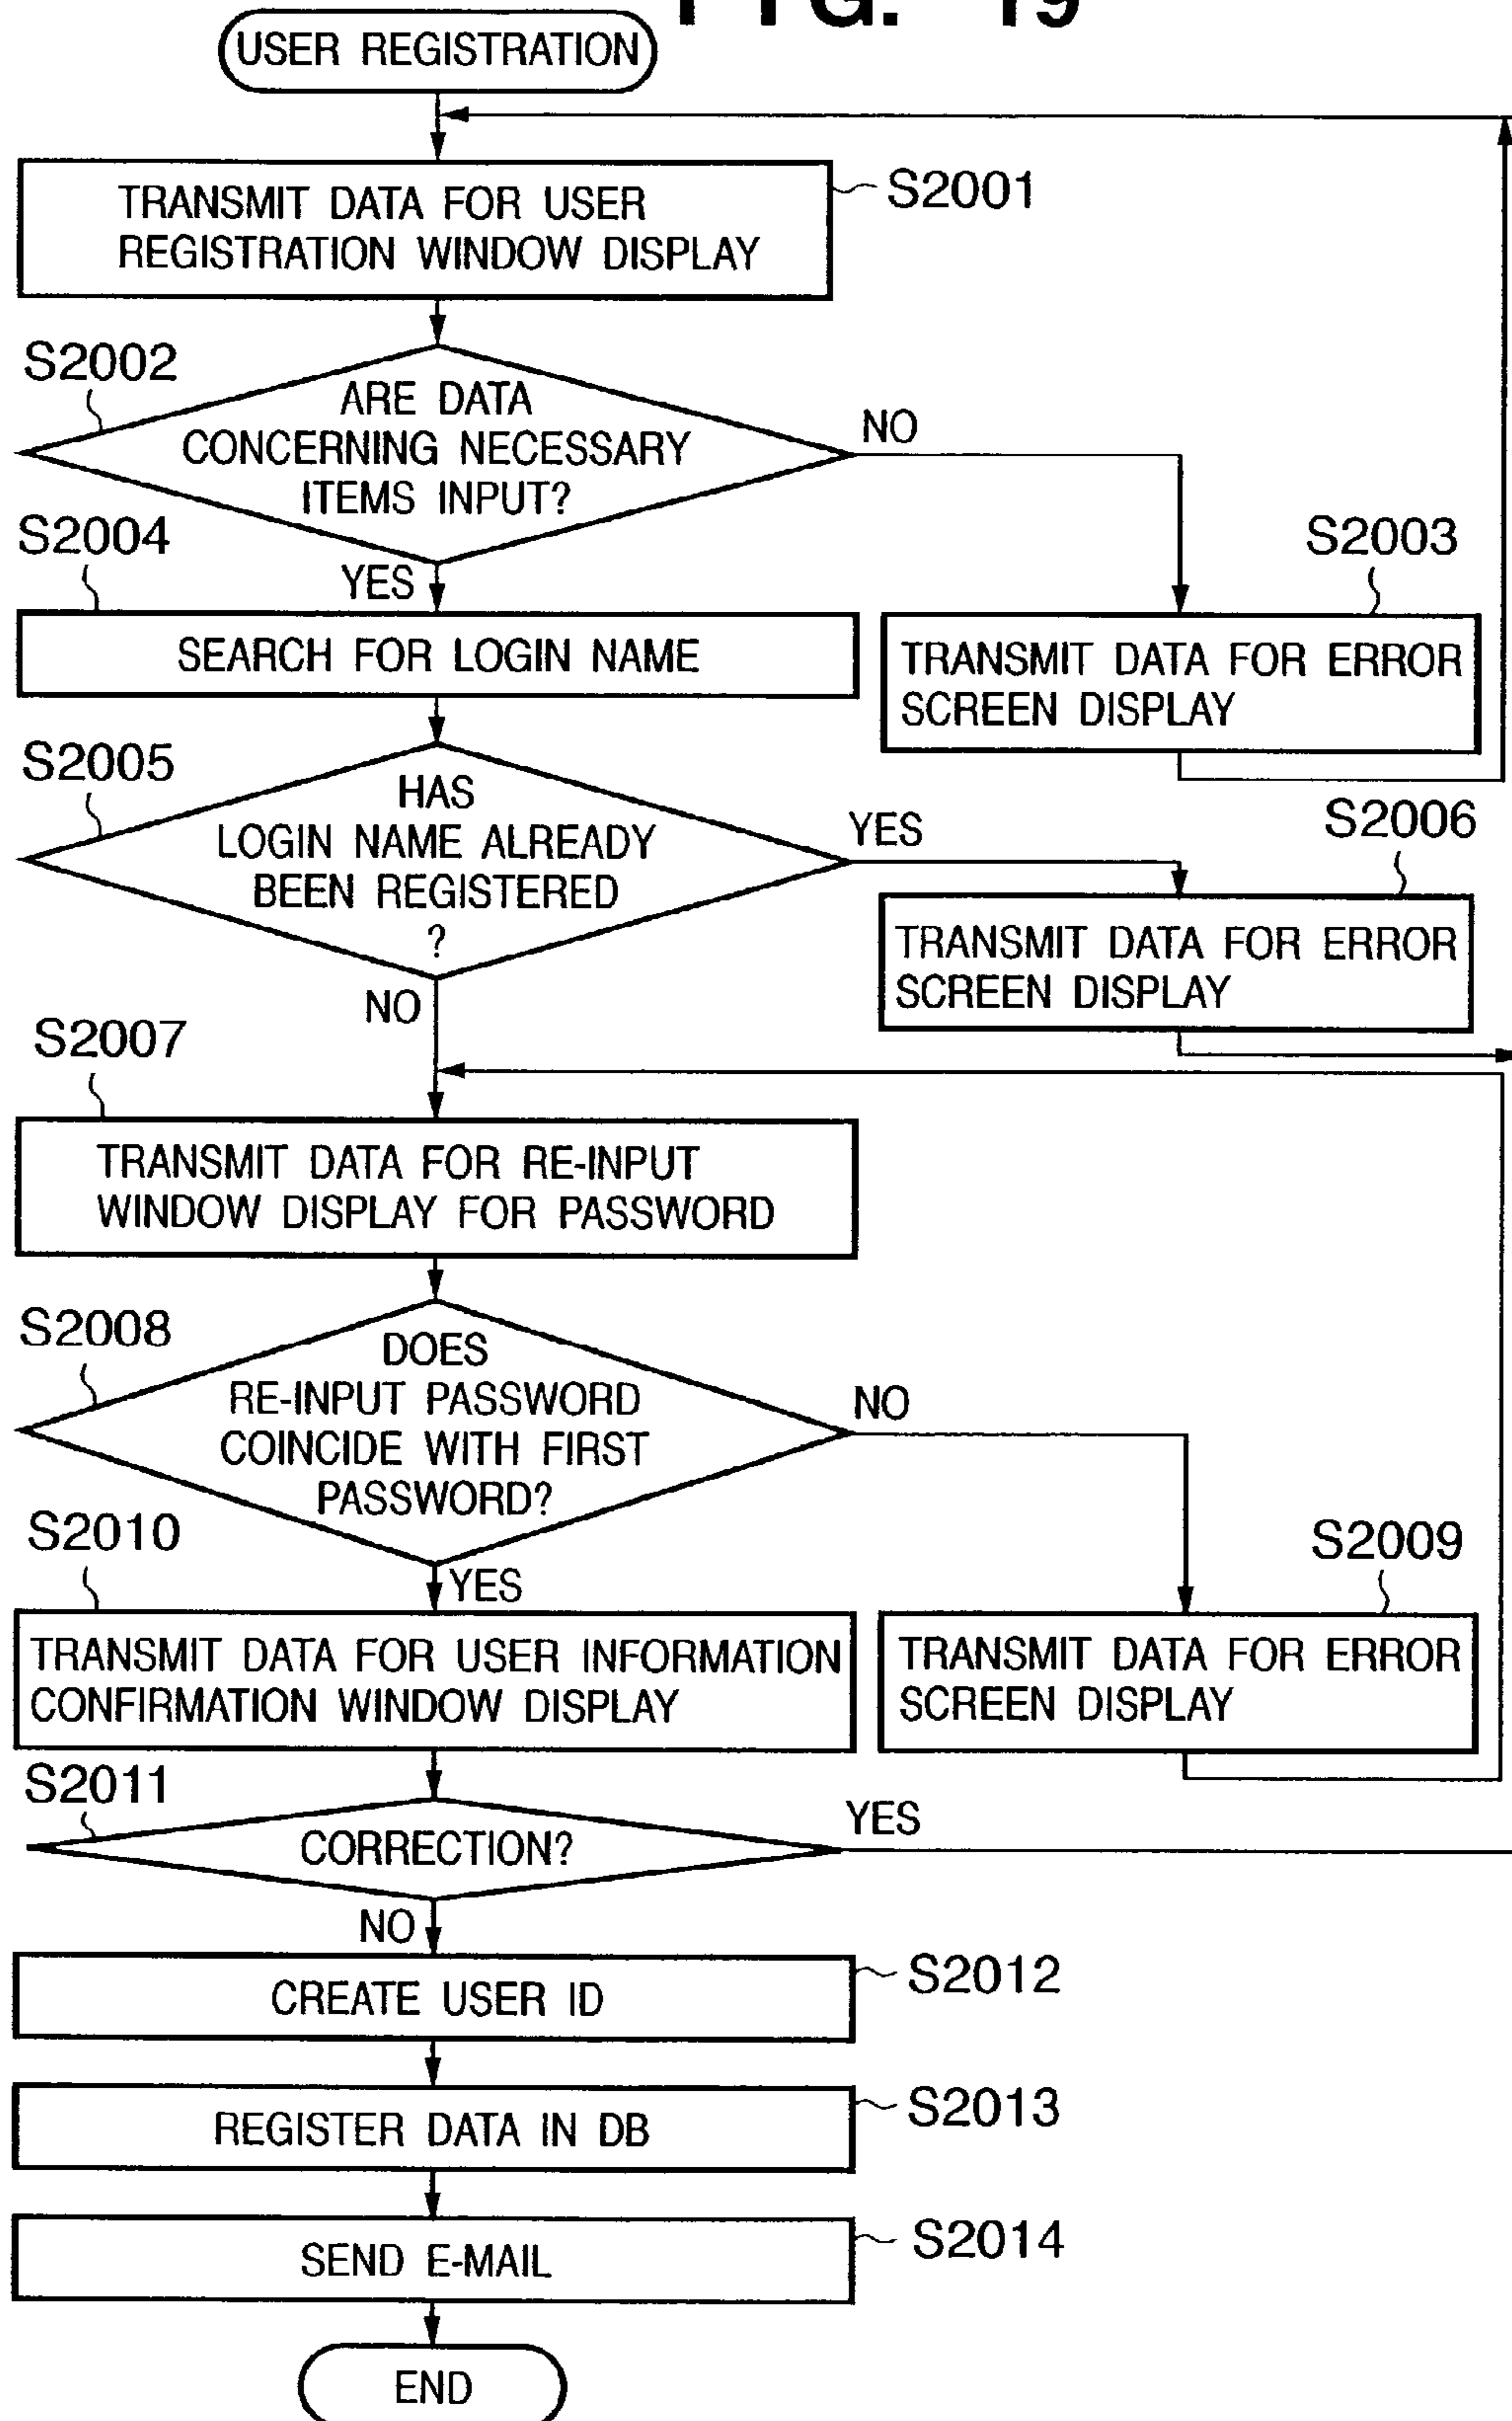 FIG. 19
USER REGISTRATION
TRANSMIT DATA FOR USER
REGISTRATION WINDOW DISPLAY
S2001
S2002
ARE DATA
CONCERNING NECESSARY
ITEMS INPUT?
NO
YES
S2003
TRANSMIT DATA FOR ERROR
SCREEN DISPLAY
S2004
SEARCH FOR LOGIN NAME
S2005
HAS
LOGIN NAME ALREADY
BEEN REGISTERED
?
YES
NO
S2006
TRANSMIT DATA FOR ERROR
SCREEN DISPLAY
S2007
TRANSMIT DATA FOR RE-INPUT
WINDOW DISPLAY FOR PASSWORD
S2008
DOES
RE-INPUT PASSWORD
COINCIDE WITH FIRST
PASSWORD?
NO
YES
S2009
TRANSMIT DATA FOR ERROR
SCREEN DISPLAY
S2010
TRANSMIT DATA FOR USER INFORMATION
CONFIRMATION WINDOW DISPLAY
S2011
CORRECTION?
YES
NO
CREATE USER ID
S2012
REGISTER DATA IN DB
S2013
SEND E-MAIL
S2014
END